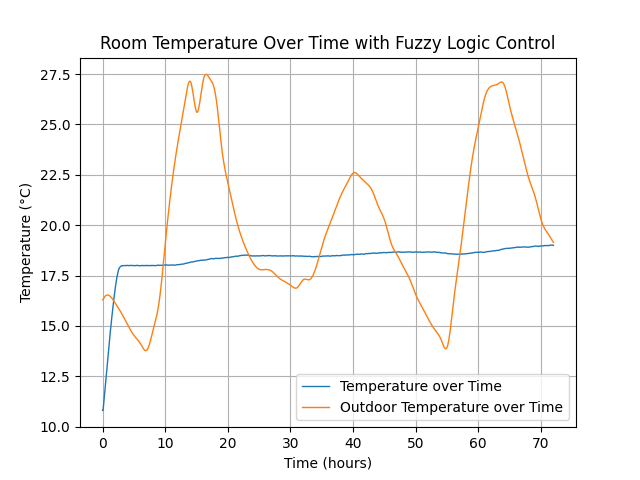 Room Temperature Over Time with Fuzzy Logic Control
27.5
25.0
22.5
20.0
17.5
15.0
12.5
10.0
Temperature (°C)
Temperature over Time
Outdoor Temperature over Time
0 10 20 30 40 50 60 70
Time (hours)